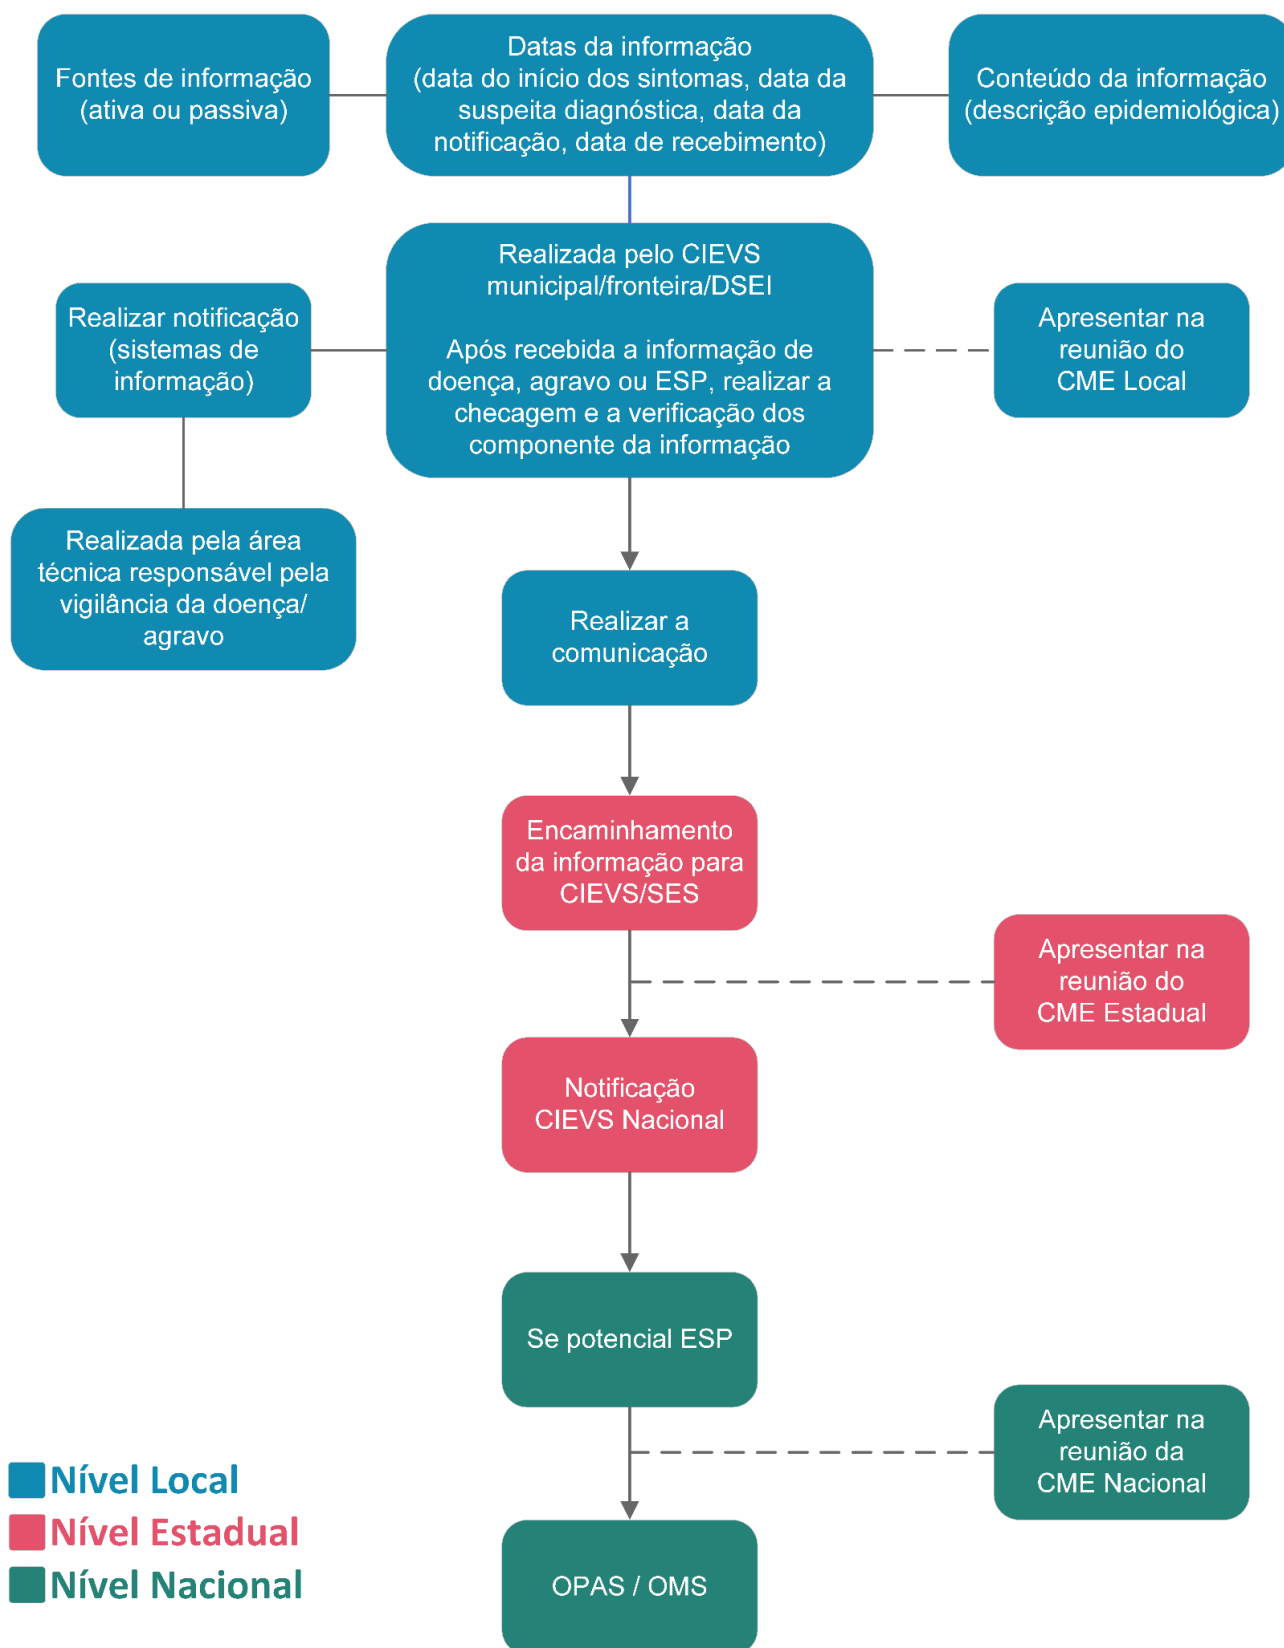 Fontes de informação
(ativa ou passiva)
Datas da informação
(data do início dos sintomas, data da
suspeita diagnóstica, data da
notificação, data de recebimento)
Conteúdo da informação
(descrição epidemiológica)
Realizada pelo CIEVS
municipal/fronteira/DSEI
Após recebida a informação de
doença, agravo ou ESP, realizar a
checagem e a verificação dos
componente da informação
Realizar notificação
(sistemas de
informação)
Apresentar na
reunião do
CME Local
Realizada pela área
técnica responsável pela
vigilância da doença/
agravo
Realizar a
comunicação
Encaminhamento
da informação para
CIEVS/SES
Apresentar na
reunião do
CME Estadual
Notificação
CIEVS Nacional
Se potencial ESP
Apresentar na
reunião da
CME Nacional
OPAS / OMS
Nível Local
Nível Estadual
Nível Nacional